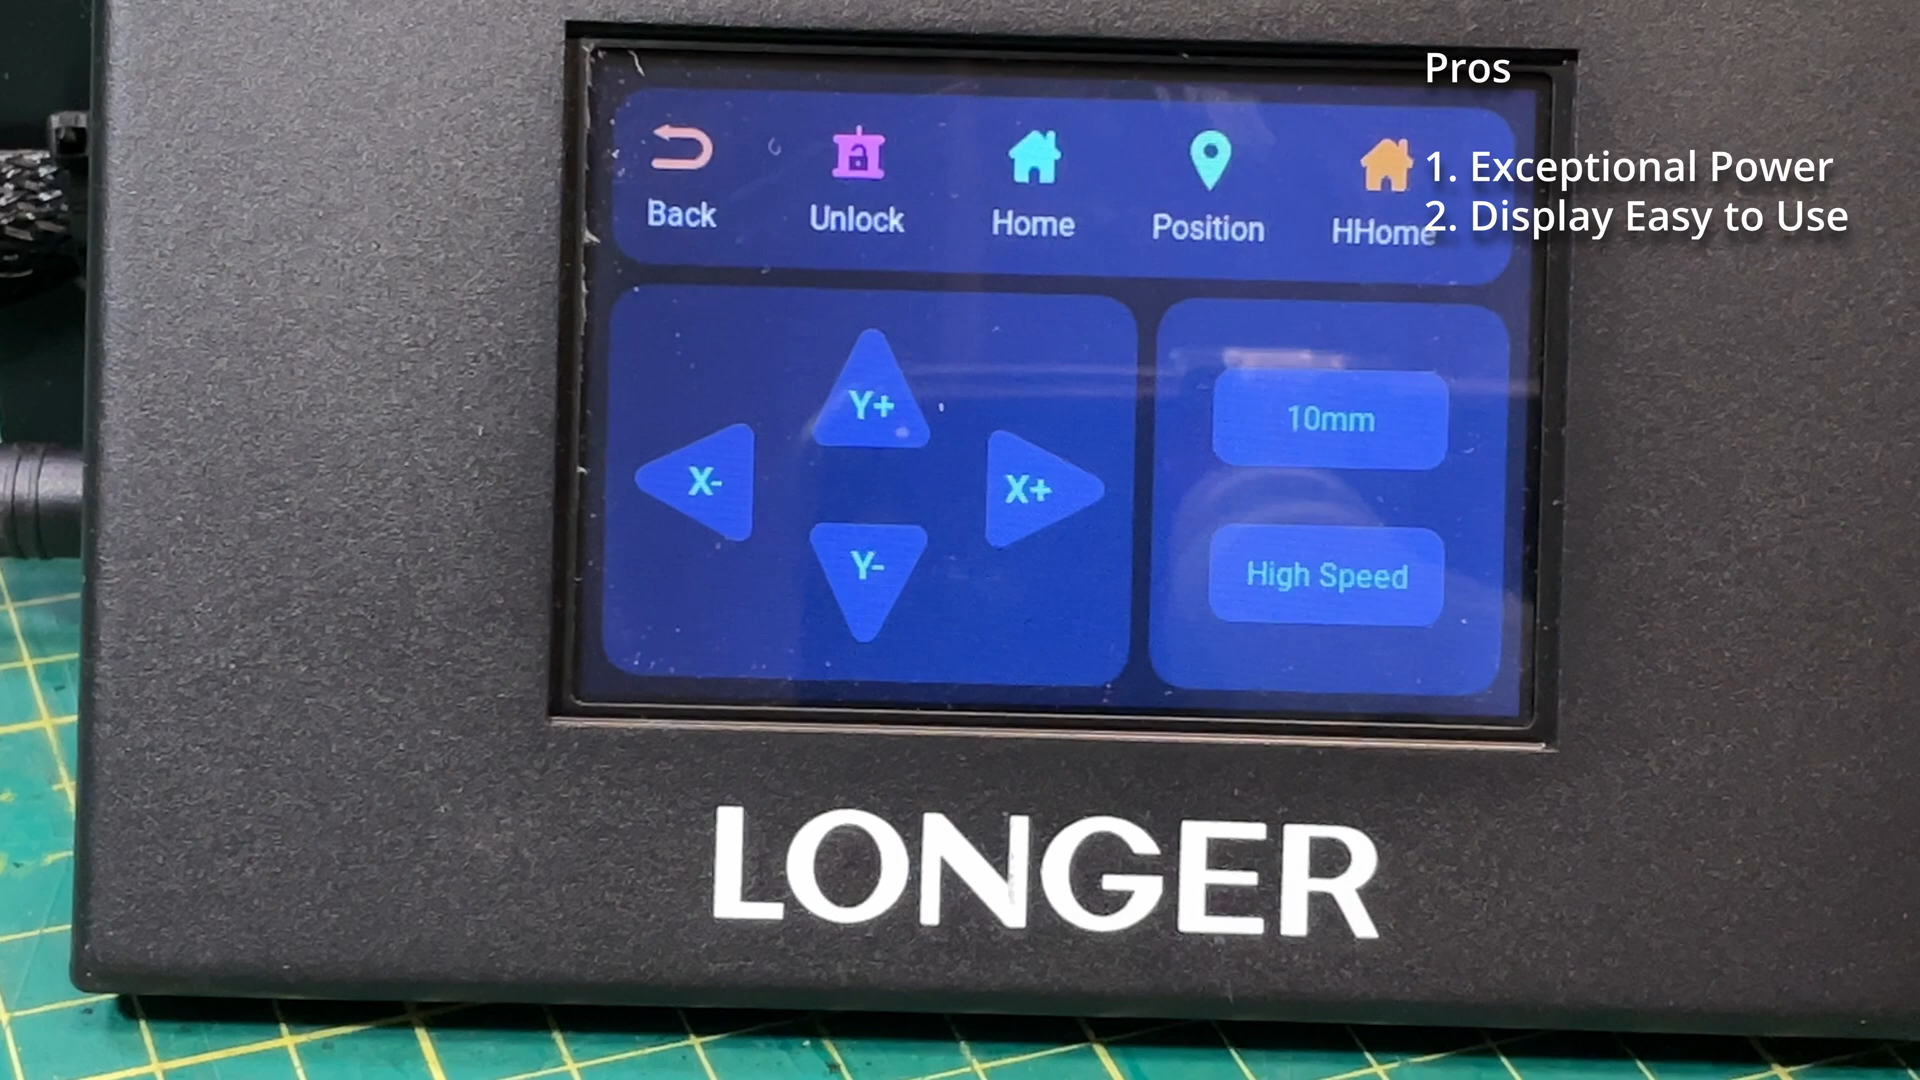 Pros
1. Exceptional Power
2. Display Easy to Use
Back
Unlock
Home
Position
HHome
Y+
X-
X+
Y-
10mm
High Speed
LONGER